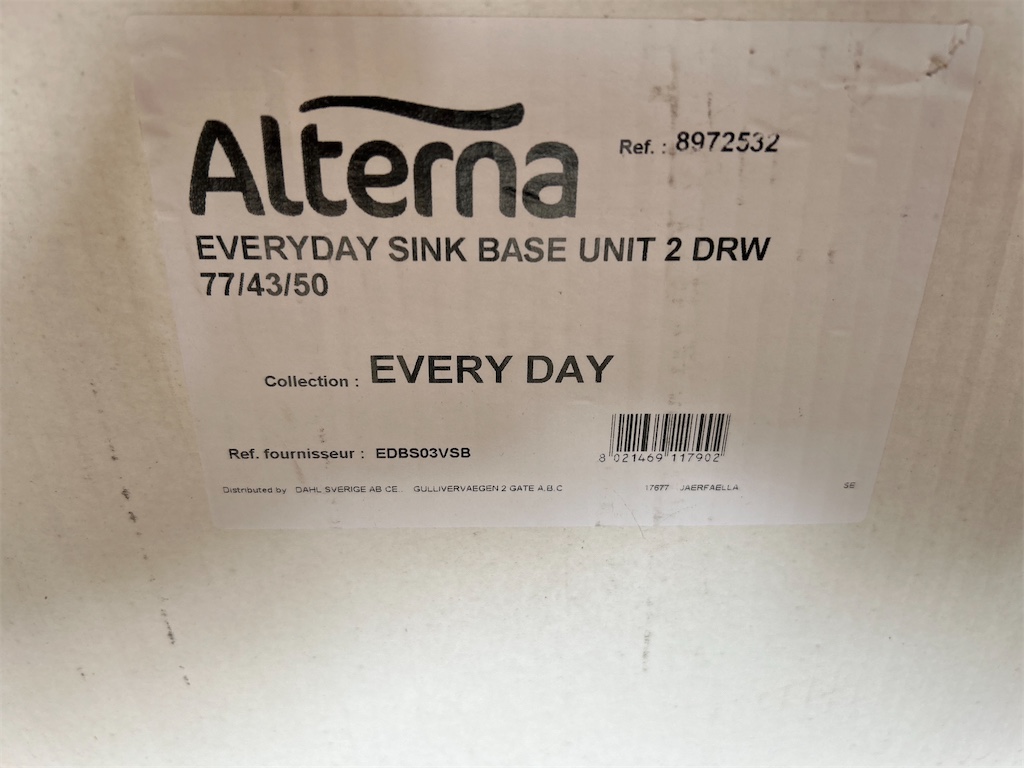 Alterna
Ref. : 8972532
EVERYDAY SINK BASE UNIT 2 DRW
77/43/50
Collection : EVERY DAY
Ref. fournisseur : EDBS03VSB
8 021469 117902
Distributed by DAHL SVERIGE AB CE.. GULLIVERVAEGEN 2 GATE A,B,C 17677 JAERFAELLA SE